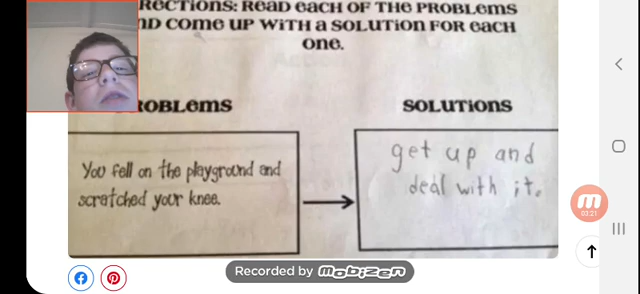 RECTIONS: READ EACH OF THE PROBLEMS
ND COME UP WITH A SOLUTION FOR EACH
ONE.
ROBLEMS
SOLUTIONS
You fell on the playground and
scratched your knee.
get up and
deal with it.
03:21
Recorded by mobizen